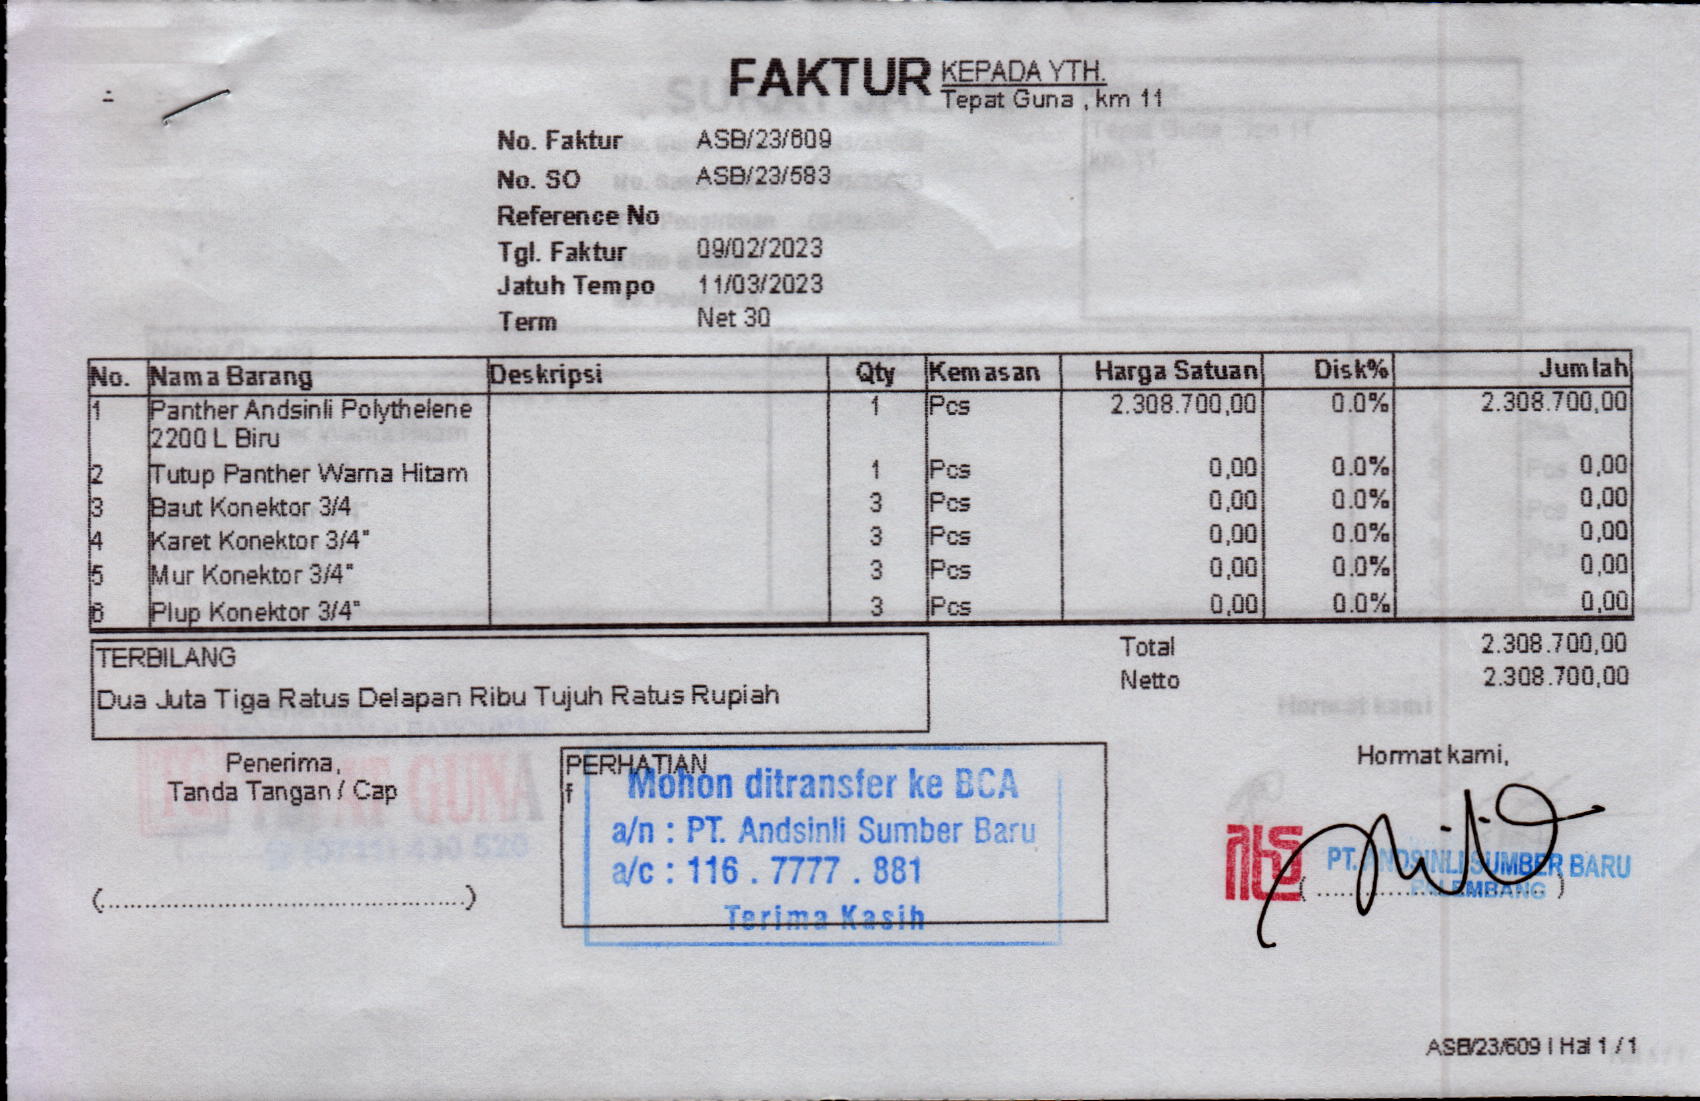 FAKTUR
KEPADA YTH.
Tepat Guna , km 11
No. Faktur ASB/23/609
No. SO ASB/23/583
Reference No
Tgl. Faktur 09/02/2023
Jatuh Tempo 11/03/2023
Term Net 30
No. Nama Barang Deskripsi Qty Kemasan Harga Satuan Disk% Jumlah
1 Panther Andsinli Polythelene 1 Pcs 2.308.700,00 0.0% 2.308.700,00
2200 L Biru
2 Tutup Panther Warna Hitam 1 Pcs 0,00 0.0% 0,00
3 Baut Konektor 3/4 3 Pcs 0,00 0.0% 0,00
4 Karet Konektor 3/4" 3 Pcs 0,00 0.0% 0,00
5 Mur Konektor 3/4" 3 Pcs 0,00 0.0% 0,00
6 Plup Konektor 3/4" 3 Pcs 0,00 0.0% 0,00
Total 2.308.700,00
Netto 2.308.700,00
TERBILANG
Dua Juta Tiga Ratus Delapan Ribu Tujuh Ratus Rupiah
Penerima,
Tanda Tangan / Cap
(..............................................)
PERHATIAN
f
Mohon ditransfer ke BCA
a/n : PT. Andsinli Sumber Baru
a/c : 116 . 7777 . 881
Terima Kasih
Hormat kami,
PT. ANDSINLI SUMBER BARU
PALEMBANG
ASB/23/609 | Hal 1 / 1